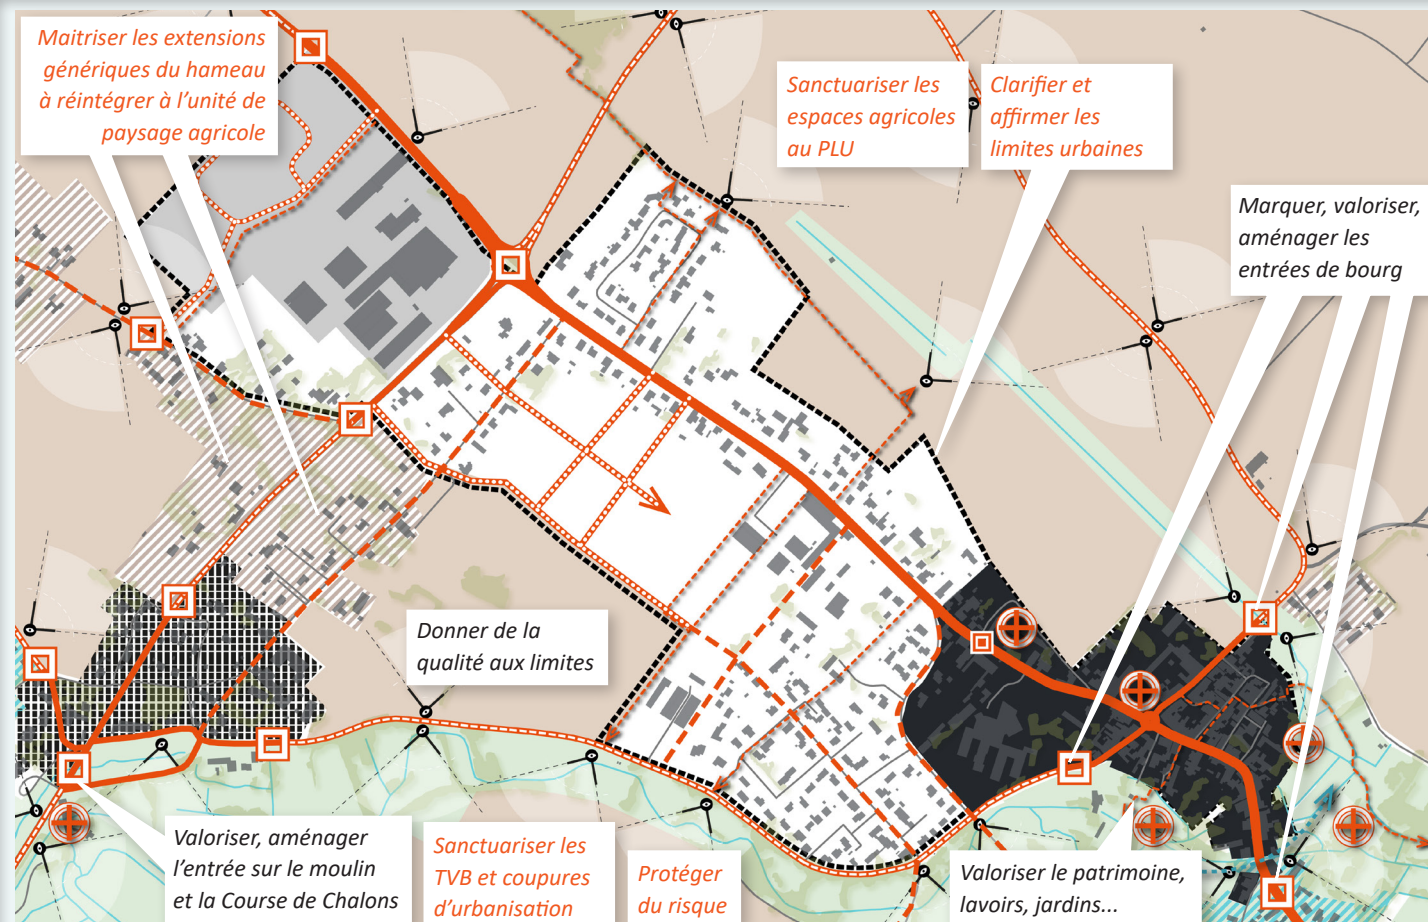 Maitriser les extensions
génériques du hameau
à réintégrer à l'unité de
paysage agricole
Sanctuariser les
espaces agricoles
au PLU
Clarifier et
affirmer les
limites urbaines
Marquer, valoriser,
aménager les
entrées de bourg
Donner de la
qualité aux limites
Valoriser, aménager
l'entrée sur le moulin
et la Course de Chalons
Sanctuariser les
TVB et coupures
d'urbanisation
Protéger
du risque
Valoriser le patrimoine,
lavoirs, jardins...